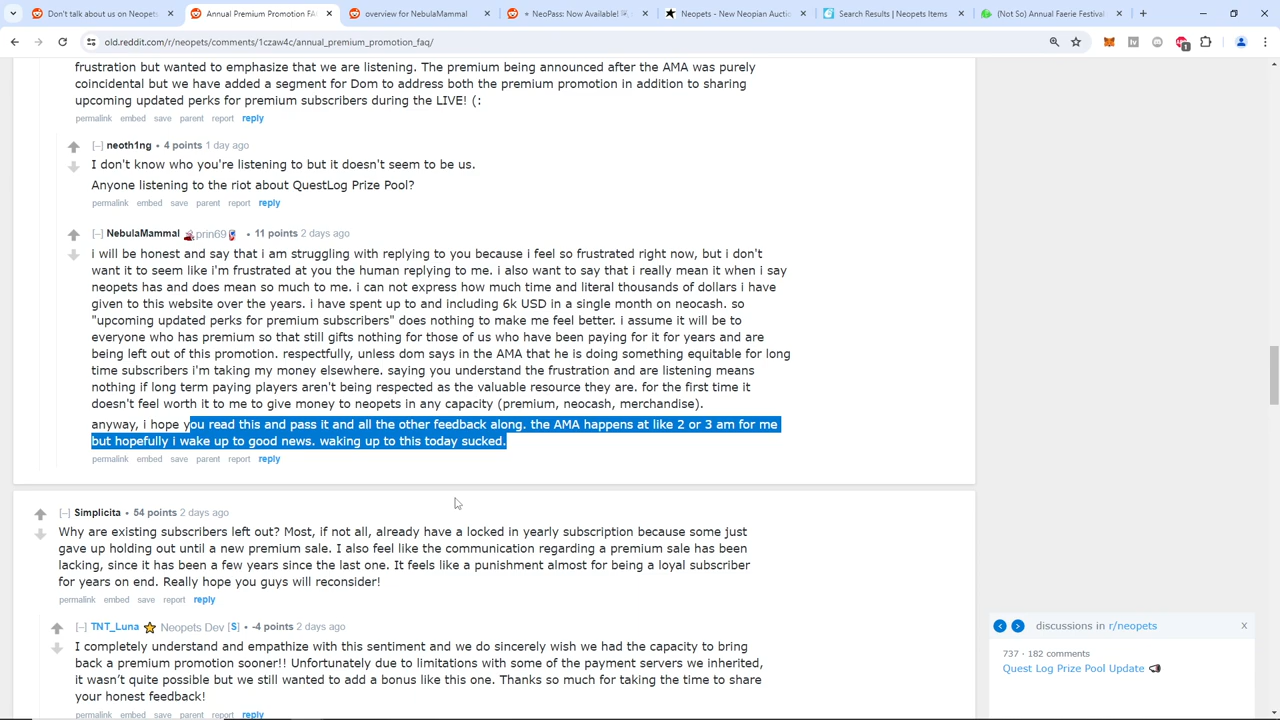 Don't talk about us on Neopets
Annual Premium Promotion FA
overview for NebulaMammal
NeoPass: Now Available!
Neopets - New Neopian Auctio
Search Results | Neopets Items
(Not So) Annual Faerie Festival
old.reddit.com/r/neopets/comments/1czaw4c/annual_premium_promotion_faq/
frustration but wanted to emphasize that we are listening. The premium being announced after the AMA was purely
coincidental but we have added a segment for Dom to address both the premium promotion in addition to sharing
upcoming updated perks for premium subscribers during the LIVE! (:
permalink embed save parent report reply
[–] neoth1ng • 4 points 1 day ago
I don't know who you're listening to but it doesn't seem to be us.
Anyone listening to the riot about QuestLog Prize Pool?
permalink embed save parent report reply
[–] NebulaMammal prin69 • 11 points 2 days ago
i will be honest and say that i am struggling with replying to you because i feel so frustrated right now, but i don't
want it to seem like i'm frustrated at you the human replying to me. i also want to say that i really mean it when i say
neopets has and does mean so much to me. i can not express how much time and literal thousands of dollars i have
given to this website over the years. i have spent up to and including 6k USD in a single month on neocash. so
"upcoming updated perks for premium subscribers" does nothing to make me feel better. i assume it will be to
everyone who has premium so that still gifts nothing for those of us who have been paying for it for years and are
being left out of this promotion. respectfully, unless dom says in the AMA that he is doing something equitable for long
time subscribers i'm taking my money elsewhere. saying you understand the frustration and are listening means
nothing if long term paying players aren't being respected as the valuable resource they are. for the first time it
doesn't feel worth it to me to give money to neopets in any capacity (premium, neocash, merchandise).
anyway, i hope you read this and pass it and all the other feedback along. the AMA happens at like 2 or 3 am for me
but hopefully i wake up to good news. waking up to this today sucked.
permalink embed save parent report reply
[–] Simplicita • 54 points 2 days ago
Why are existing subscribers left out? Most, if not all, already have a locked in yearly subscription because some just
gave up holding out until a new premium sale. I also feel like the communication regarding a premium sale has been
lacking, since it has been a few years since the last one. It feels like a punishment almost for being a loyal subscriber
for years on end. Really hope you guys will reconsider!
permalink embed save report reply
[–] TNT_Luna Neopets Dev [S] • -4 points 2 days ago
I completely understand and empathize with this sentiment and we do sincerely wish we had the capacity to bring
back a premium promotion sooner!! Unfortunately due to limitations with some of the payment servers we inherited,
it wasn't quite possible but we still wanted to add a bonus like this one. Thanks so much for taking the time to share
your honest feedback!
permalink embed save parent report reply
discussions in r/neopets X
737 · 182 comments
Quest Log Prize Pool Update